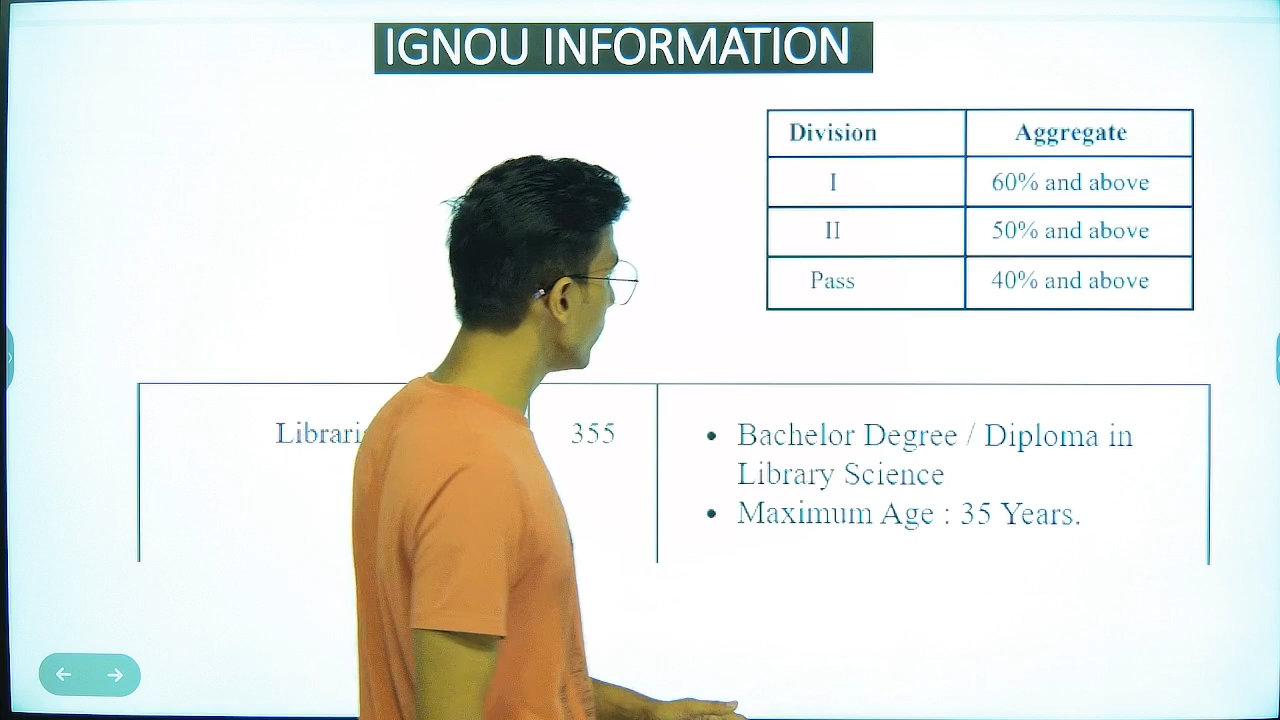 IGNOU INFORMATION
Division Aggregate
I 60% and above
II 50% and above
Pass 40% and above
355 • Bachelor Degree / Diploma in
Library Science
• Maximum Age : 35 Years.